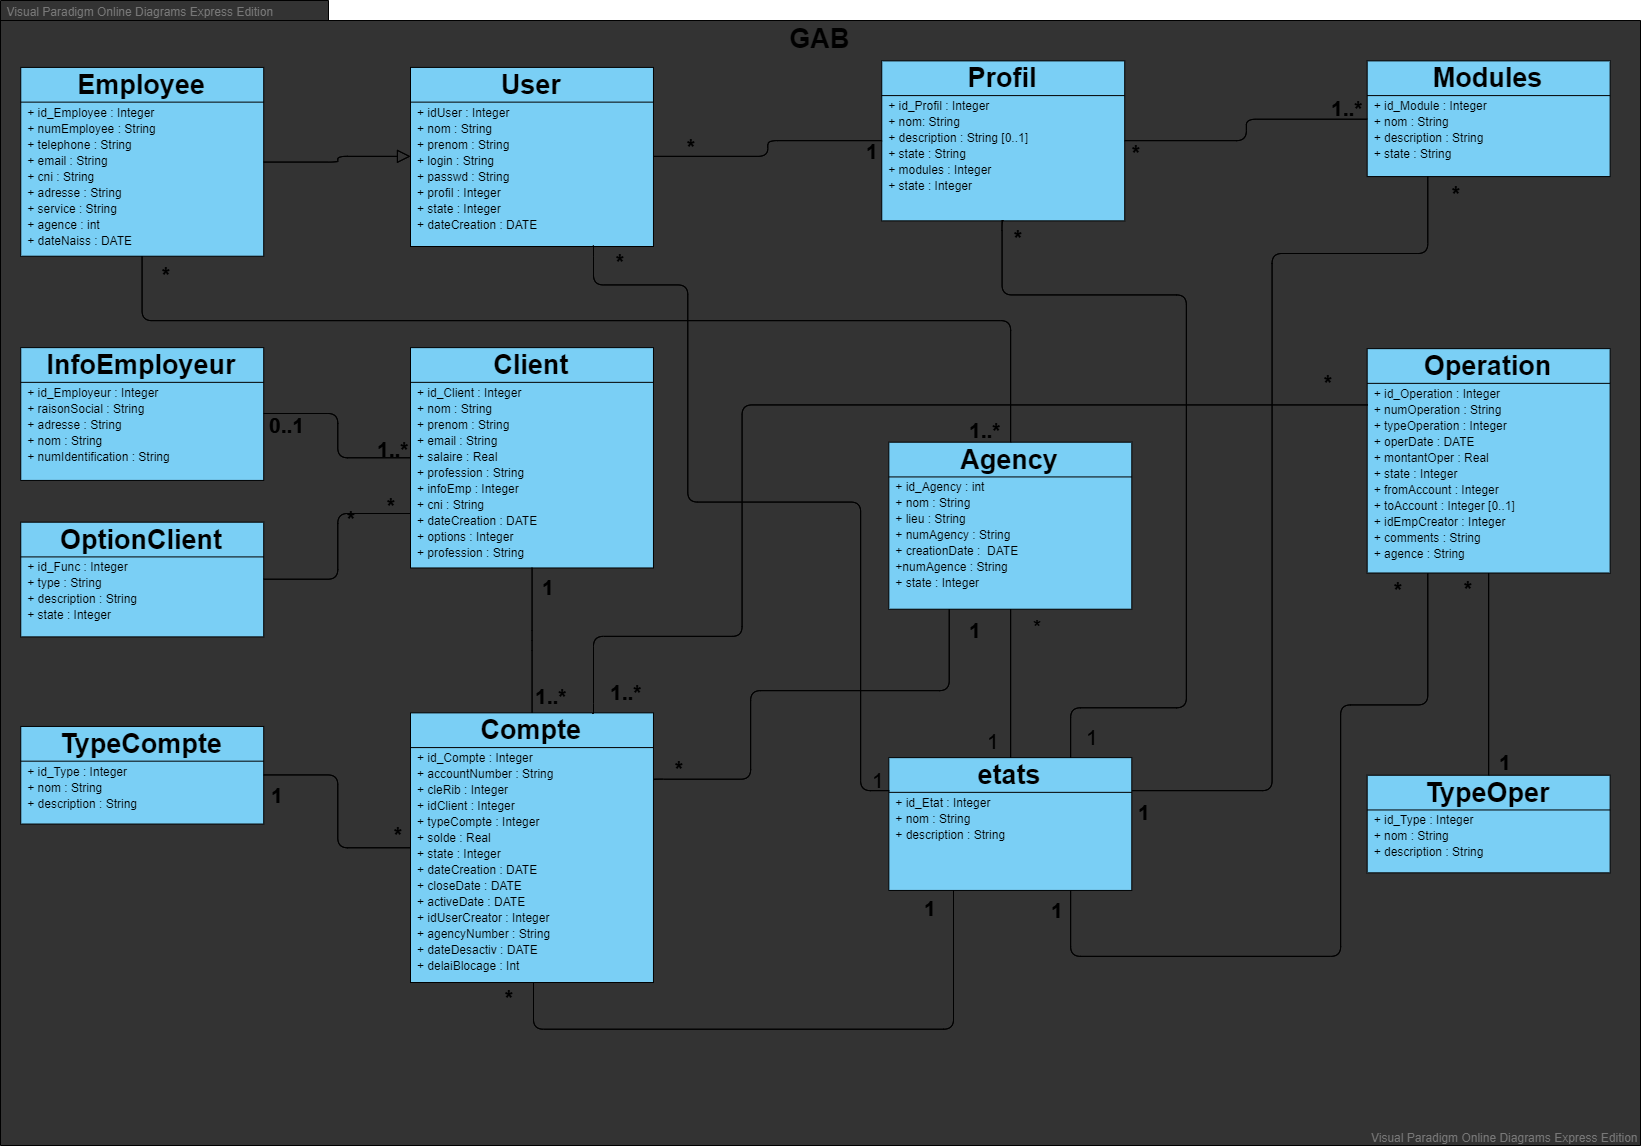 Visual Paradigm Online Diagrams Express Edition
GAB
Employee
+ id_Employee : Integer
+ numEmployee : String
+ telephone : String
+ email : String
+ cni : String
+ adresse : String
+ service : String
+ agence : int
+ dateNaiss : DATE
*
User
+ idUser : Integer
+ nom : String
+ prenom : String
+ login : String
+ passwd : String
+ profil : Integer
+ state : Integer
+ dateCreation : DATE
*
*
1
Profil
+ id_Profil : Integer
+ nom: String
+ description : String [0..1]
+ state : String
+ modules : Integer
+ state : Integer
*
*
1..*
Modules
+ id_Module : Integer
+ nom : String
+ description : String
+ state : String
*
InfoEmployeur
+ id_Employeur : Integer
+ raisonSocial : String
+ adresse : String
+ nom : String
+ numIdentification : String
0..1
1..*
Client
+ id_Client : Integer
+ nom : String
+ prenom : String
+ email : String
+ salaire : Real
+ profession : String
+ infoEmp : Integer
+ cni : String
+ dateCreation : DATE
+ options : Integer
+ profession : String
1
*
*
OptionClient
+ id_Func : Integer
+ type : String
+ description : String
+ state : Integer
1..*
Agency
+ id_Agency : int
+ nom : String
+ lieu : String
+ numAgency : String
+ creationDate :  DATE
+numAgence : String
+ state : Integer
1
*
*
Operation
+ id_Operation : Integer
+ numOperation : String
+ typeOperation : Integer
+ operDate : DATE
+ montantOper : Real
+ state : Integer
+ fromAccount : Integer
+ toAccount : Integer [0..1]
+ idEmpCreator : Integer
+ comments : String
+ agence : String
*
*
TypeCompte
+ id_Type : Integer
+ nom : String
+ description : String
1
*
1..*
1..*
Compte
+ id_Compte : Integer
+ accountNumber : String
+ cleRib : Integer
+ idClient : Integer
+ typeCompte : Integer
+ solde : Real
+ state : Integer
+ dateCreation : DATE
+ closeDate : DATE
+ activeDate : DATE
+ idUserCreator : Integer
+ agencyNumber : String
+ dateDesactiv : DATE
+ delaiBlocage : Int
*
*
1
1
1
1
etats
+ id_Etat : Integer
+ nom : String
+ description : String
1
1
1
TypeOper
+ id_Type : Integer
+ nom : String
+ description : String
Visual Paradigm Online Diagrams Express Edition